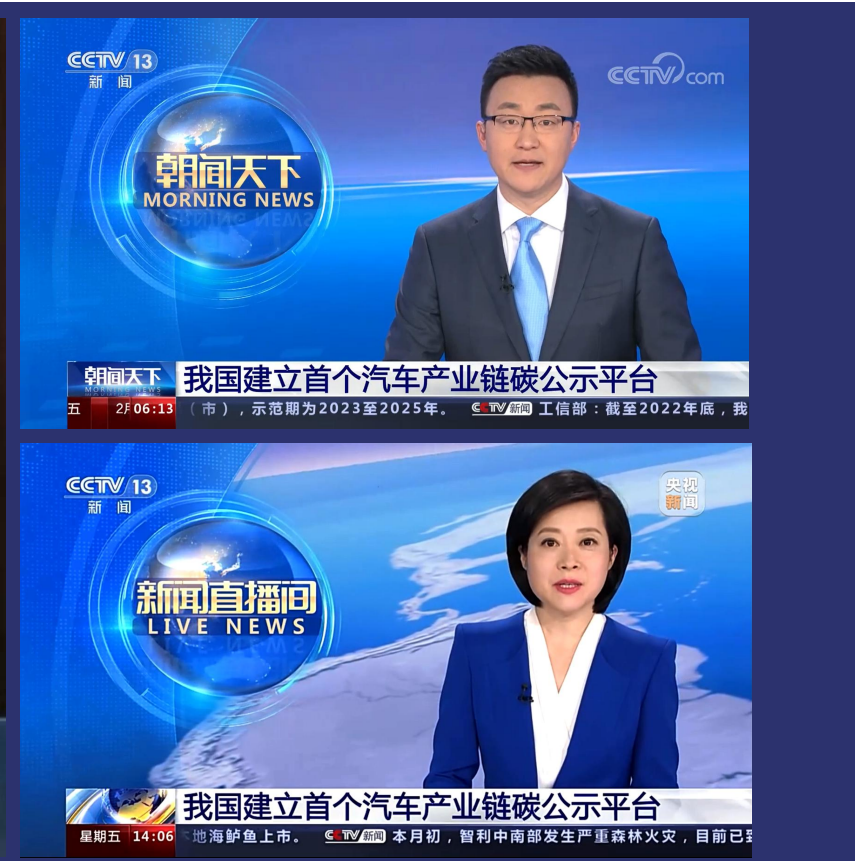 CCTV 13
新闻
CCTV com
朝闻天下
MORNING NEWS
朝闻天下
MORNING NEWS
我国建立首个汽车产业链碳公示平台
五 2月 06:13 （市），示范期为2023至2025年。 CCTV新闻 工信部：截至2022年底，我
CCTV 13
新闻
央视
新闻
新闻直播间
LIVE NEWS
我国建立首个汽车产业链碳公示平台
星期五 14:06 地海鲈鱼上市。 CCTV新闻 本月初，智利中南部发生严重森林火灾，目前已